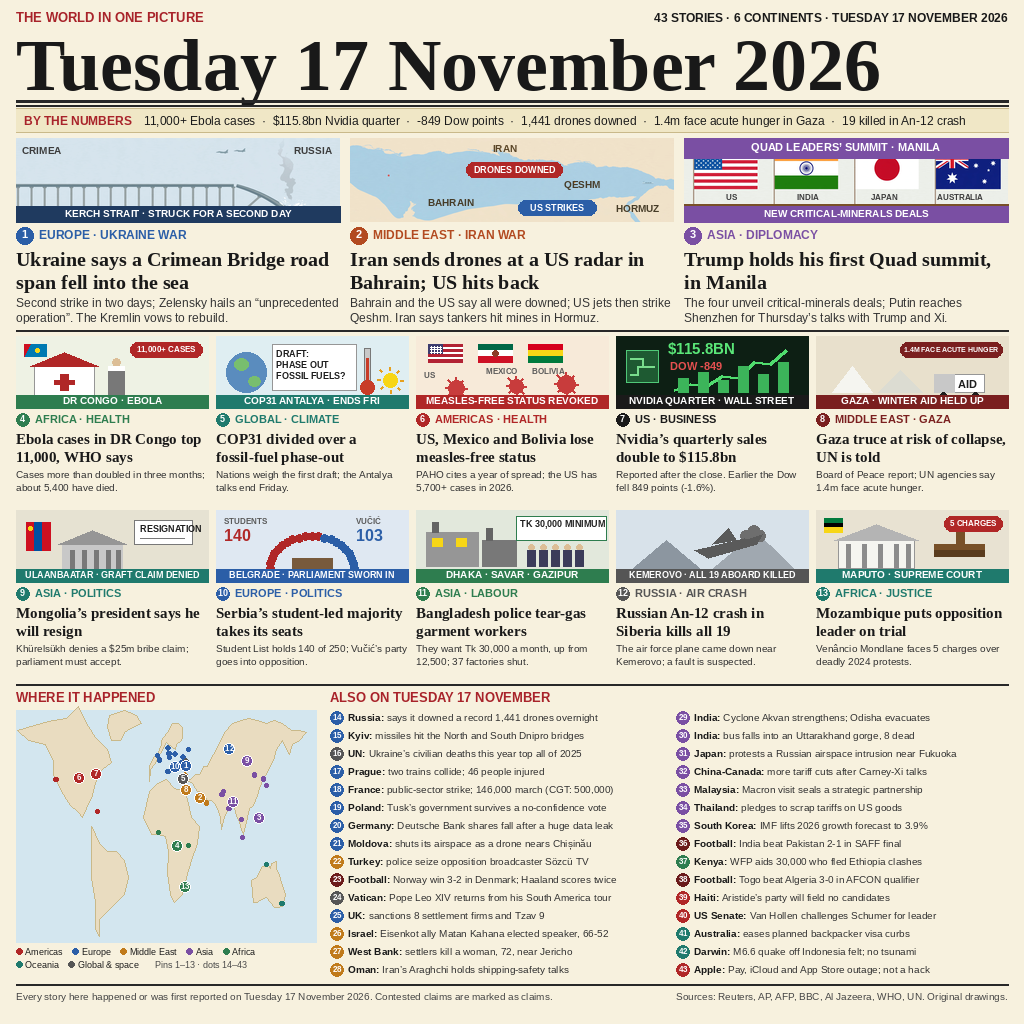 THE WORLD IN ONE PICTURE
43 STORIES · 6 CONTINENTS · TUESDAY 17 NOVEMBER 2026
Tuesday 17 November 2026
BY THE NUMBERS 11,000+ Ebola cases · $115.8bn Nvidia quarter · -849 Dow points · 1,441 drones downed · 1.4m face acute hunger in Gaza · 19 killed in An-12 crash
CRIMEA
RUSSIA
KERCH STRAIT · STRUCK FOR A SECOND DAY
1 EUROPE · UKRAINE WAR
Ukraine says a Crimean Bridge road
span fell into the sea
Second strike in two days; Zelensky hails an “unprecedented
operation”. The Kremlin vows to rebuild.
IRAN
DRONES DOWNED
QESHM
BAHRAIN
US STRIKES
HORMUZ
2 MIDDLE EAST · IRAN WAR
Iran sends drones at a US radar in
Bahrain; US hits back
Bahrain and the US say all were downed; US jets then strike
Qeshm. Iran says tankers hit mines in Hormuz.
QUAD LEADERS’ SUMMIT · MANILA
US
INDIA
JAPAN
AUSTRALIA
NEW CRITICAL-MINERALS DEALS
3 ASIA · DIPLOMACY
Trump holds his first Quad summit,
in Manila
The four unveil critical-minerals deals; Putin reaches
Shenzhen for Thursday’s talks with Trump and Xi.
11,000+ CASES
DR CONGO · EBOLA
4 AFRICA · HEALTH
Ebola cases in DR Congo top
11,000, WHO says
Cases more than doubled in three months;
about 5,400 have died.
DRAFT:
PHASE OUT
FOSSIL FUELS?
COP31 ANTALYA · ENDS FRI
5 GLOBAL · CLIMATE
COP31 divided over a
fossil-fuel phase-out
Nations weigh the first draft; the Antalya
talks end Friday.
US
MEXICO
BOLIVIA
MEASLES-FREE STATUS REVOKED
6 AMERICAS · HEALTH
US, Mexico and Bolivia lose
measles-free status
PAHO cites a year of spread; the US has
5,700+ cases in 2026.
$115.8BN
DOW -849
NVIDIA QUARTER · WALL STREET
7 US · BUSINESS
Nvidia’s quarterly sales
double to $115.8bn
Reported after the close. Earlier the Dow
fell 849 points (-1.6%).
1.4M FACE ACUTE HUNGER
AID
GAZA · WINTER AID HELD UP
8 MIDDLE EAST · GAZA
Gaza truce at risk of collapse,
UN is told
Board of Peace report; UN agencies say
1.4m face acute hunger.
RESIGNATION
ULAANBAATAR · GRAFT CLAIM DENIED
9 ASIA · POLITICS
Mongolia’s president says he
will resign
Khürelsükh denies a $25m bribe claim;
parliament must accept.
STUDENTS
140
VUČIĆ
103
BELGRADE · PARLIAMENT SWORN IN
10 EUROPE · POLITICS
Serbia’s student-led majority
takes its seats
Student List holds 140 of 250; Vučić’s party
goes into opposition.
TK 30,000 MINIMUM
DHAKA · SAVAR · GAZIPUR
11 ASIA · LABOUR
Bangladesh police tear-gas
garment workers
They want Tk 30,000 a month, up from
12,500; 37 factories shut.
KEMEROVO · ALL 19 ABOARD KILLED
12 RUSSIA · AIR CRASH
Russian An-12 crash in
Siberia kills all 19
The air force plane came down near
Kemerovo; a fault is suspected.
5 CHARGES
MAPUTO · SUPREME COURT
13 AFRICA · JUSTICE
Mozambique puts opposition
leader on trial
Venâncio Mondlane faces 5 charges over
deadly 2024 protests.
WHERE IT HAPPENED
1
2
3
4
5
6
7
8
9
10
11
12
13
Americas Europe Middle East Asia Africa
Oceania Global & space Pins 1–13 · dots 14–43
ALSO ON TUESDAY 17 NOVEMBER
14 Russia: says it downed a record 1,441 drones overnight
15 Kyiv: missiles hit the North and South Dnipro bridges
16 UN: Ukraine’s civilian deaths this year top all of 2025
17 Prague: two trains collide; 46 people injured
18 France: public-sector strike; 146,000 march (CGT: 500,000)
19 Poland: Tusk’s government survives a no-confidence vote
20 Germany: Deutsche Bank shares fall after a huge data leak
21 Moldova: shuts its airspace as a drone nears Chișinău
22 Turkey: police seize opposition broadcaster Sözcü TV
23 Football: Norway win 3-2 in Denmark; Haaland scores twice
24 Vatican: Pope Leo XIV returns from his South America tour
25 UK: sanctions 8 settlement firms and Tzav 9
26 Israel: Eisenkot ally Matan Kahana elected speaker, 66-52
27 West Bank: settlers kill a woman, 72, near Jericho
28 Oman: Iran’s Araghchi holds shipping-safety talks
29 India: Cyclone Akvan strengthens; Odisha evacuates
30 India: bus falls into an Uttarakhand gorge, 8 dead
31 Japan: protests a Russian airspace intrusion near Fukuoka
32 China-Canada: more tariff cuts after Carney-Xi talks
33 Malaysia: Macron visit seals a strategic partnership
34 Thailand: pledges to scrap tariffs on US goods
35 South Korea: IMF lifts 2026 growth forecast to 3.9%
36 Football: India beat Pakistan 2-1 in SAFF final
37 Kenya: WFP aids 30,000 who fled Ethiopia clashes
38 Football: Togo beat Algeria 3-0 in AFCON qualifier
39 Haiti: Aristide’s party will field no candidates
40 US Senate: Van Hollen challenges Schumer for leader
41 Australia: eases planned backpacker visa curbs
42 Darwin: M6.6 quake off Indonesia felt; no tsunami
43 Apple: Pay, iCloud and App Store outage; not a hack
Every story here happened or was first reported on Tuesday 17 November 2026. Contested claims are marked as claims.
Sources: Reuters, AP, AFP, BBC, Al Jazeera, WHO, UN. Original drawings.